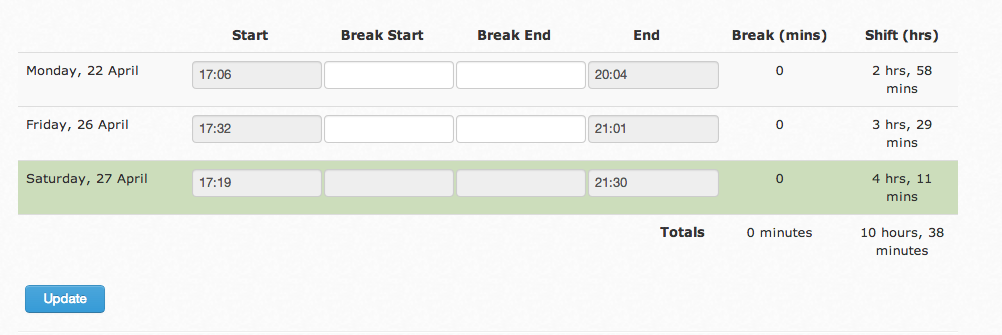 Start Break Start Break End End Break (mins) Shift (hrs)
Monday, 22 April 17:06 20:04 0 2 hrs, 58
mins
Friday, 26 April 17:32 21:01 0 3 hrs, 29
mins
Saturday, 27 April 17:19 21:30 0 4 hrs, 11
mins
Totals 0 minutes 10 hours, 38
minutes
Update